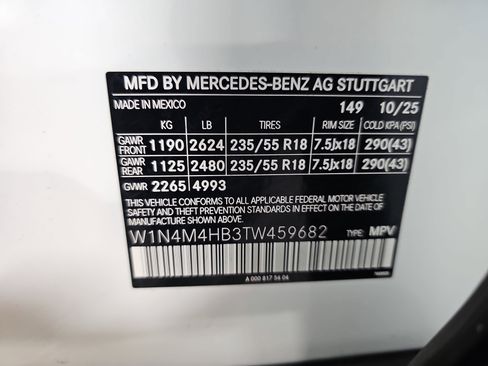 MFD BY MERCEDES-BENZ AG STUTTGART
MADE IN MEXICO 149 10/25
KG LB TIRES RIM SIZE COLD KPA(PSI)
GAWR FRONT 1190 2624 235/55 R18 7.5Jx18 290(43)
GAWR REAR 1125 2480 235/55 R18 7.5Jx18 290(43)
GVWR 2265 4993
THIS VEHICLE CONFORMS TO ALL APPLICABLE FEDERAL MOTOR VEHICLE
SAFETY, BUMPER, AND THEFT PREVENTION STANDARDS IN EFFECT ON THE
DATE OF MANUFACTURE SHOWN ABOVE.
W1N4M4HB3TW459682 TYPE: MPV
A 000 817 56 04